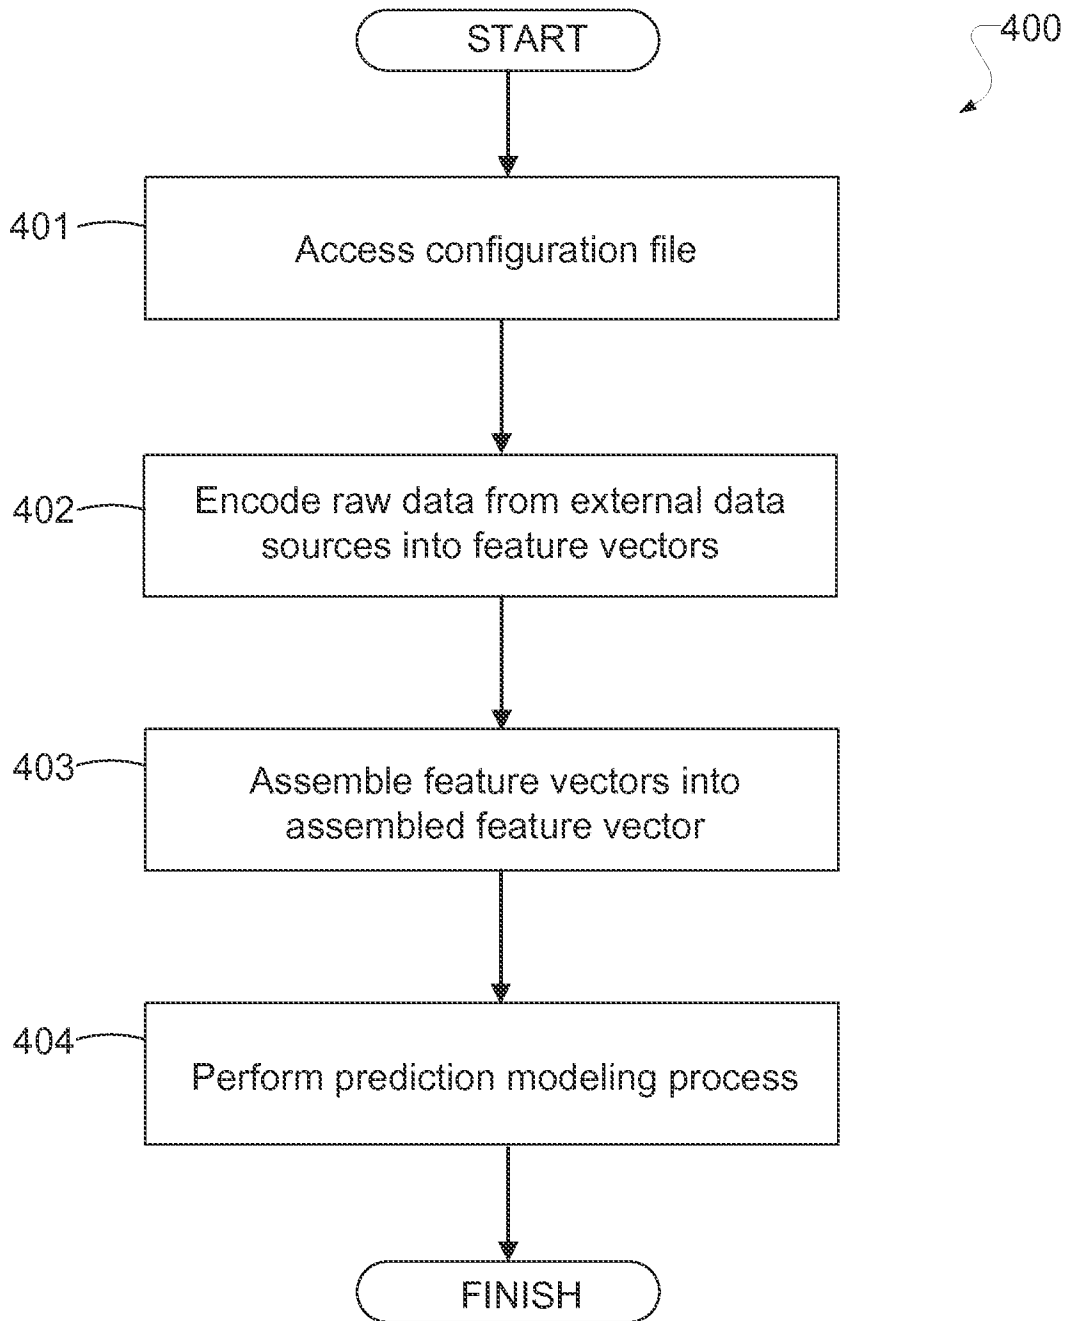 START
400
401
Access configuration file
402
Encode raw data from external data
sources into feature vectors
403
Assemble feature vectors into
assembled feature vector
404
Perform prediction modeling process
FINISH